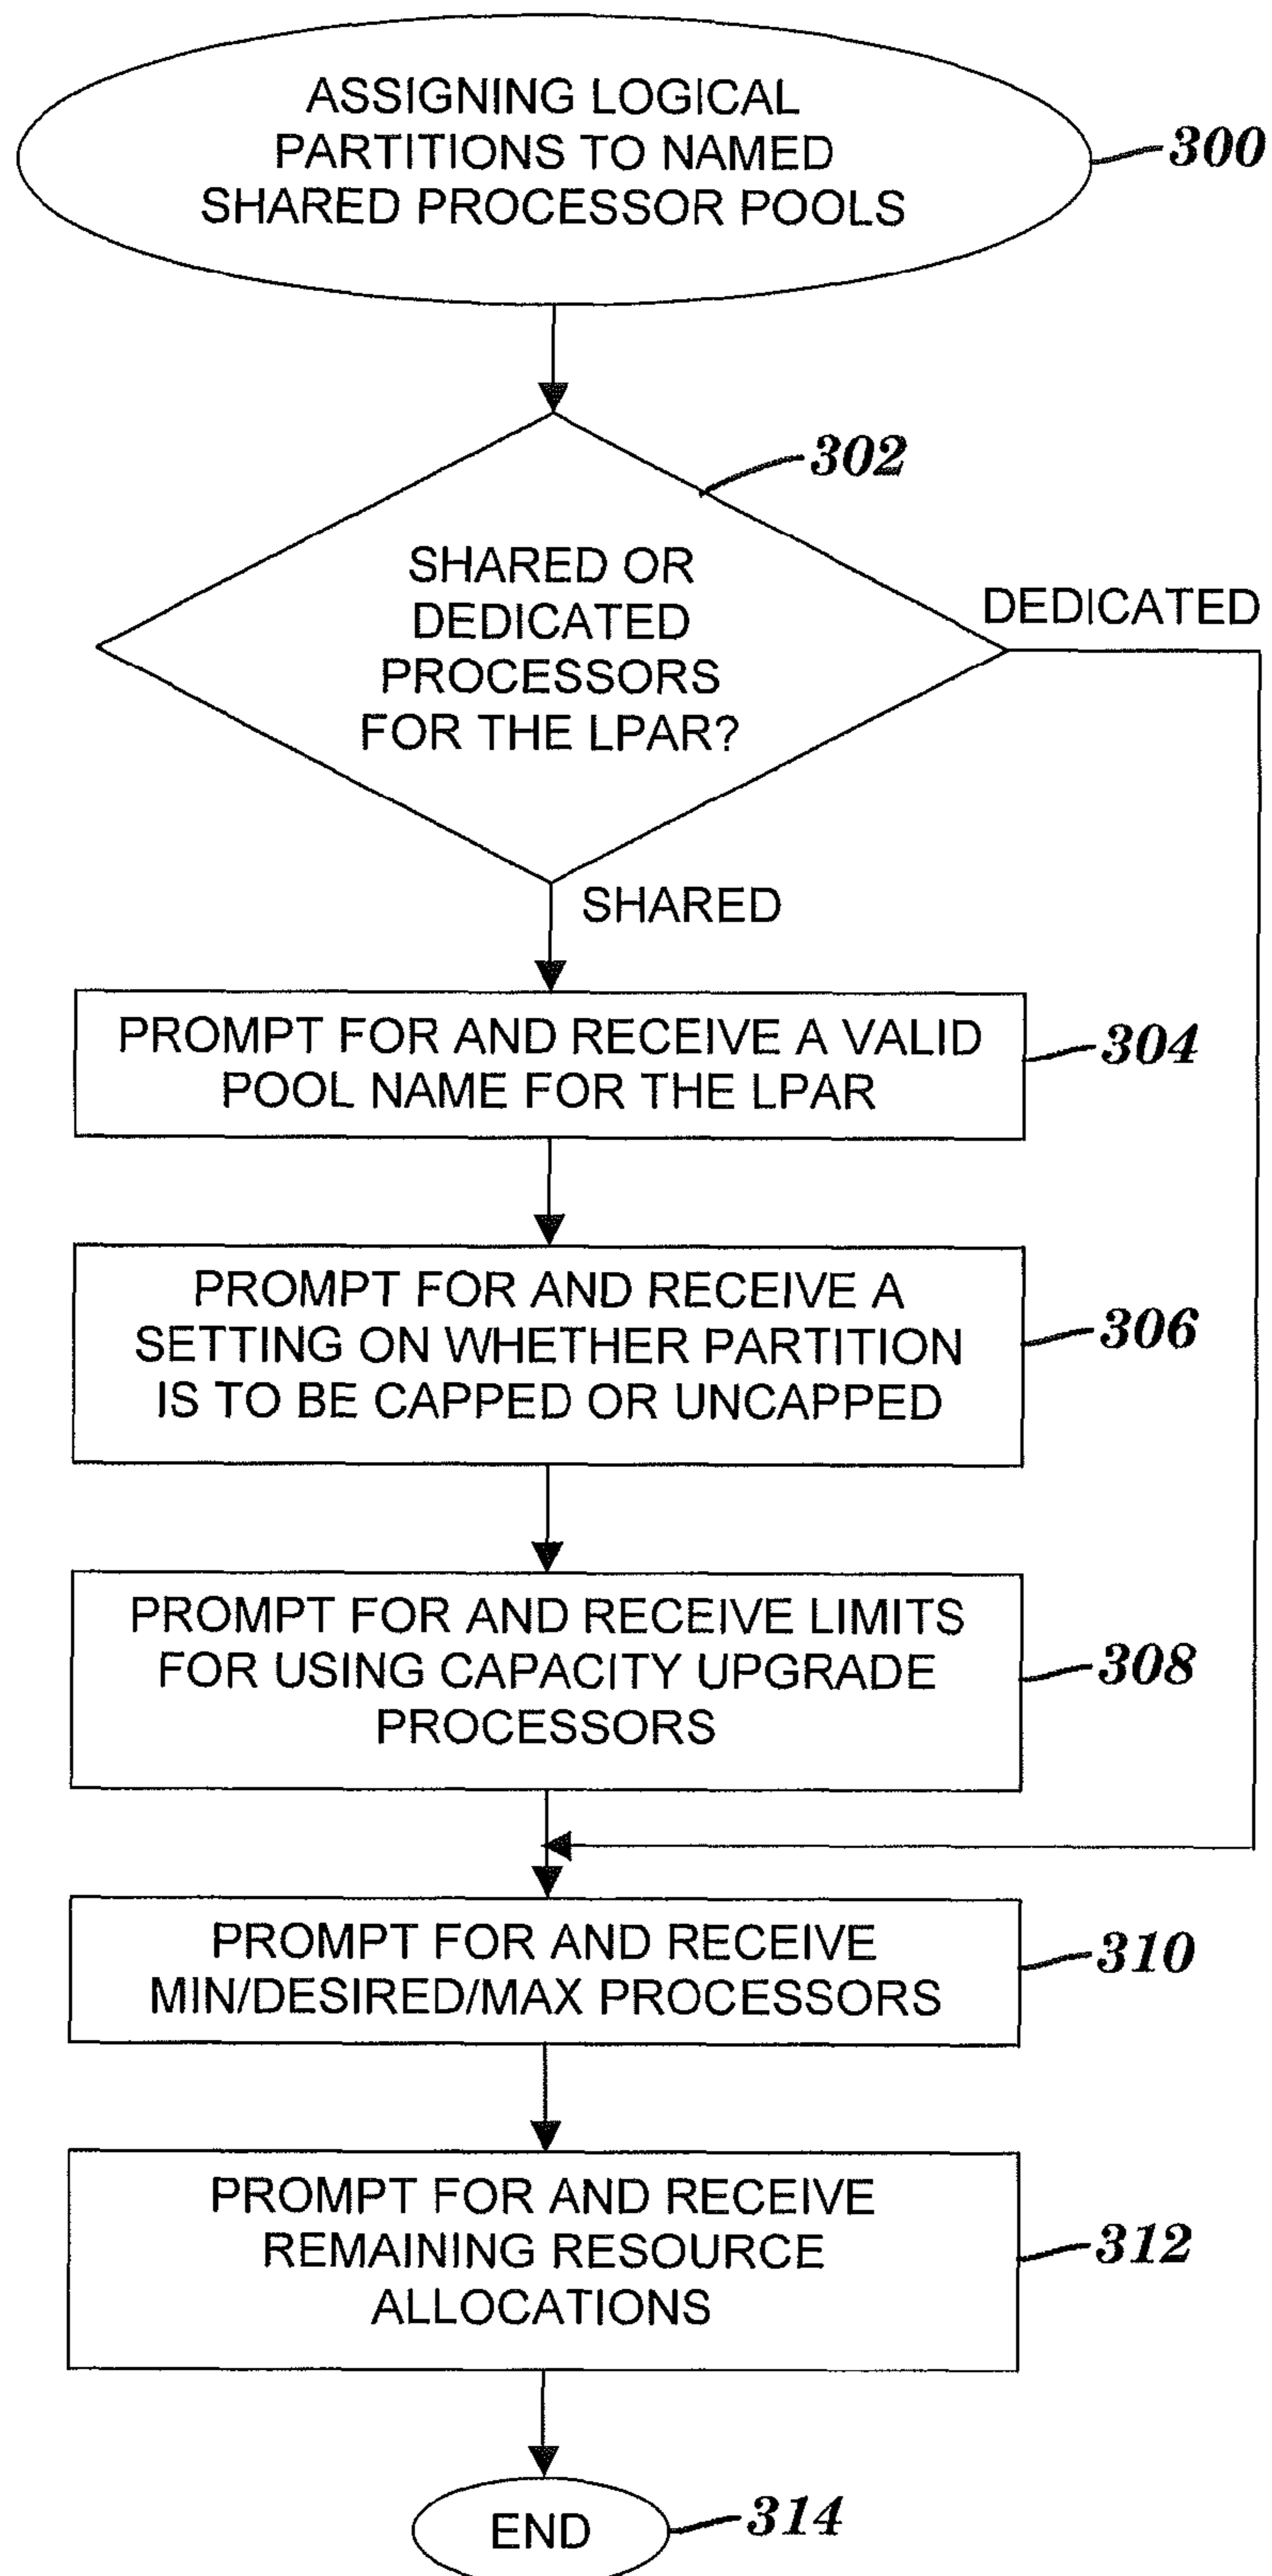 ASSIGNING LOGICAL
PARTITIONS TO NAMED
SHARED PROCESSOR POOLS
300
302
SHARED OR
DEDICATED
PROCESSORS
FOR THE LPAR?
DEDICATED
SHARED
PROMPT FOR AND RECEIVE A VALID
POOL NAME FOR THE LPAR
304
PROMPT FOR AND RECEIVE A
SETTING ON WHETHER PARTITION
IS TO BE CAPPED OR UNCAPPED
306
PROMPT FOR AND RECEIVE LIMITS
FOR USING CAPACITY UPGRADE
PROCESSORS
308
PROMPT FOR AND RECEIVE
MIN/DESIRED/MAX PROCESSORS
310
PROMPT FOR AND RECEIVE
REMAINING RESOURCE
ALLOCATIONS
312
END
314